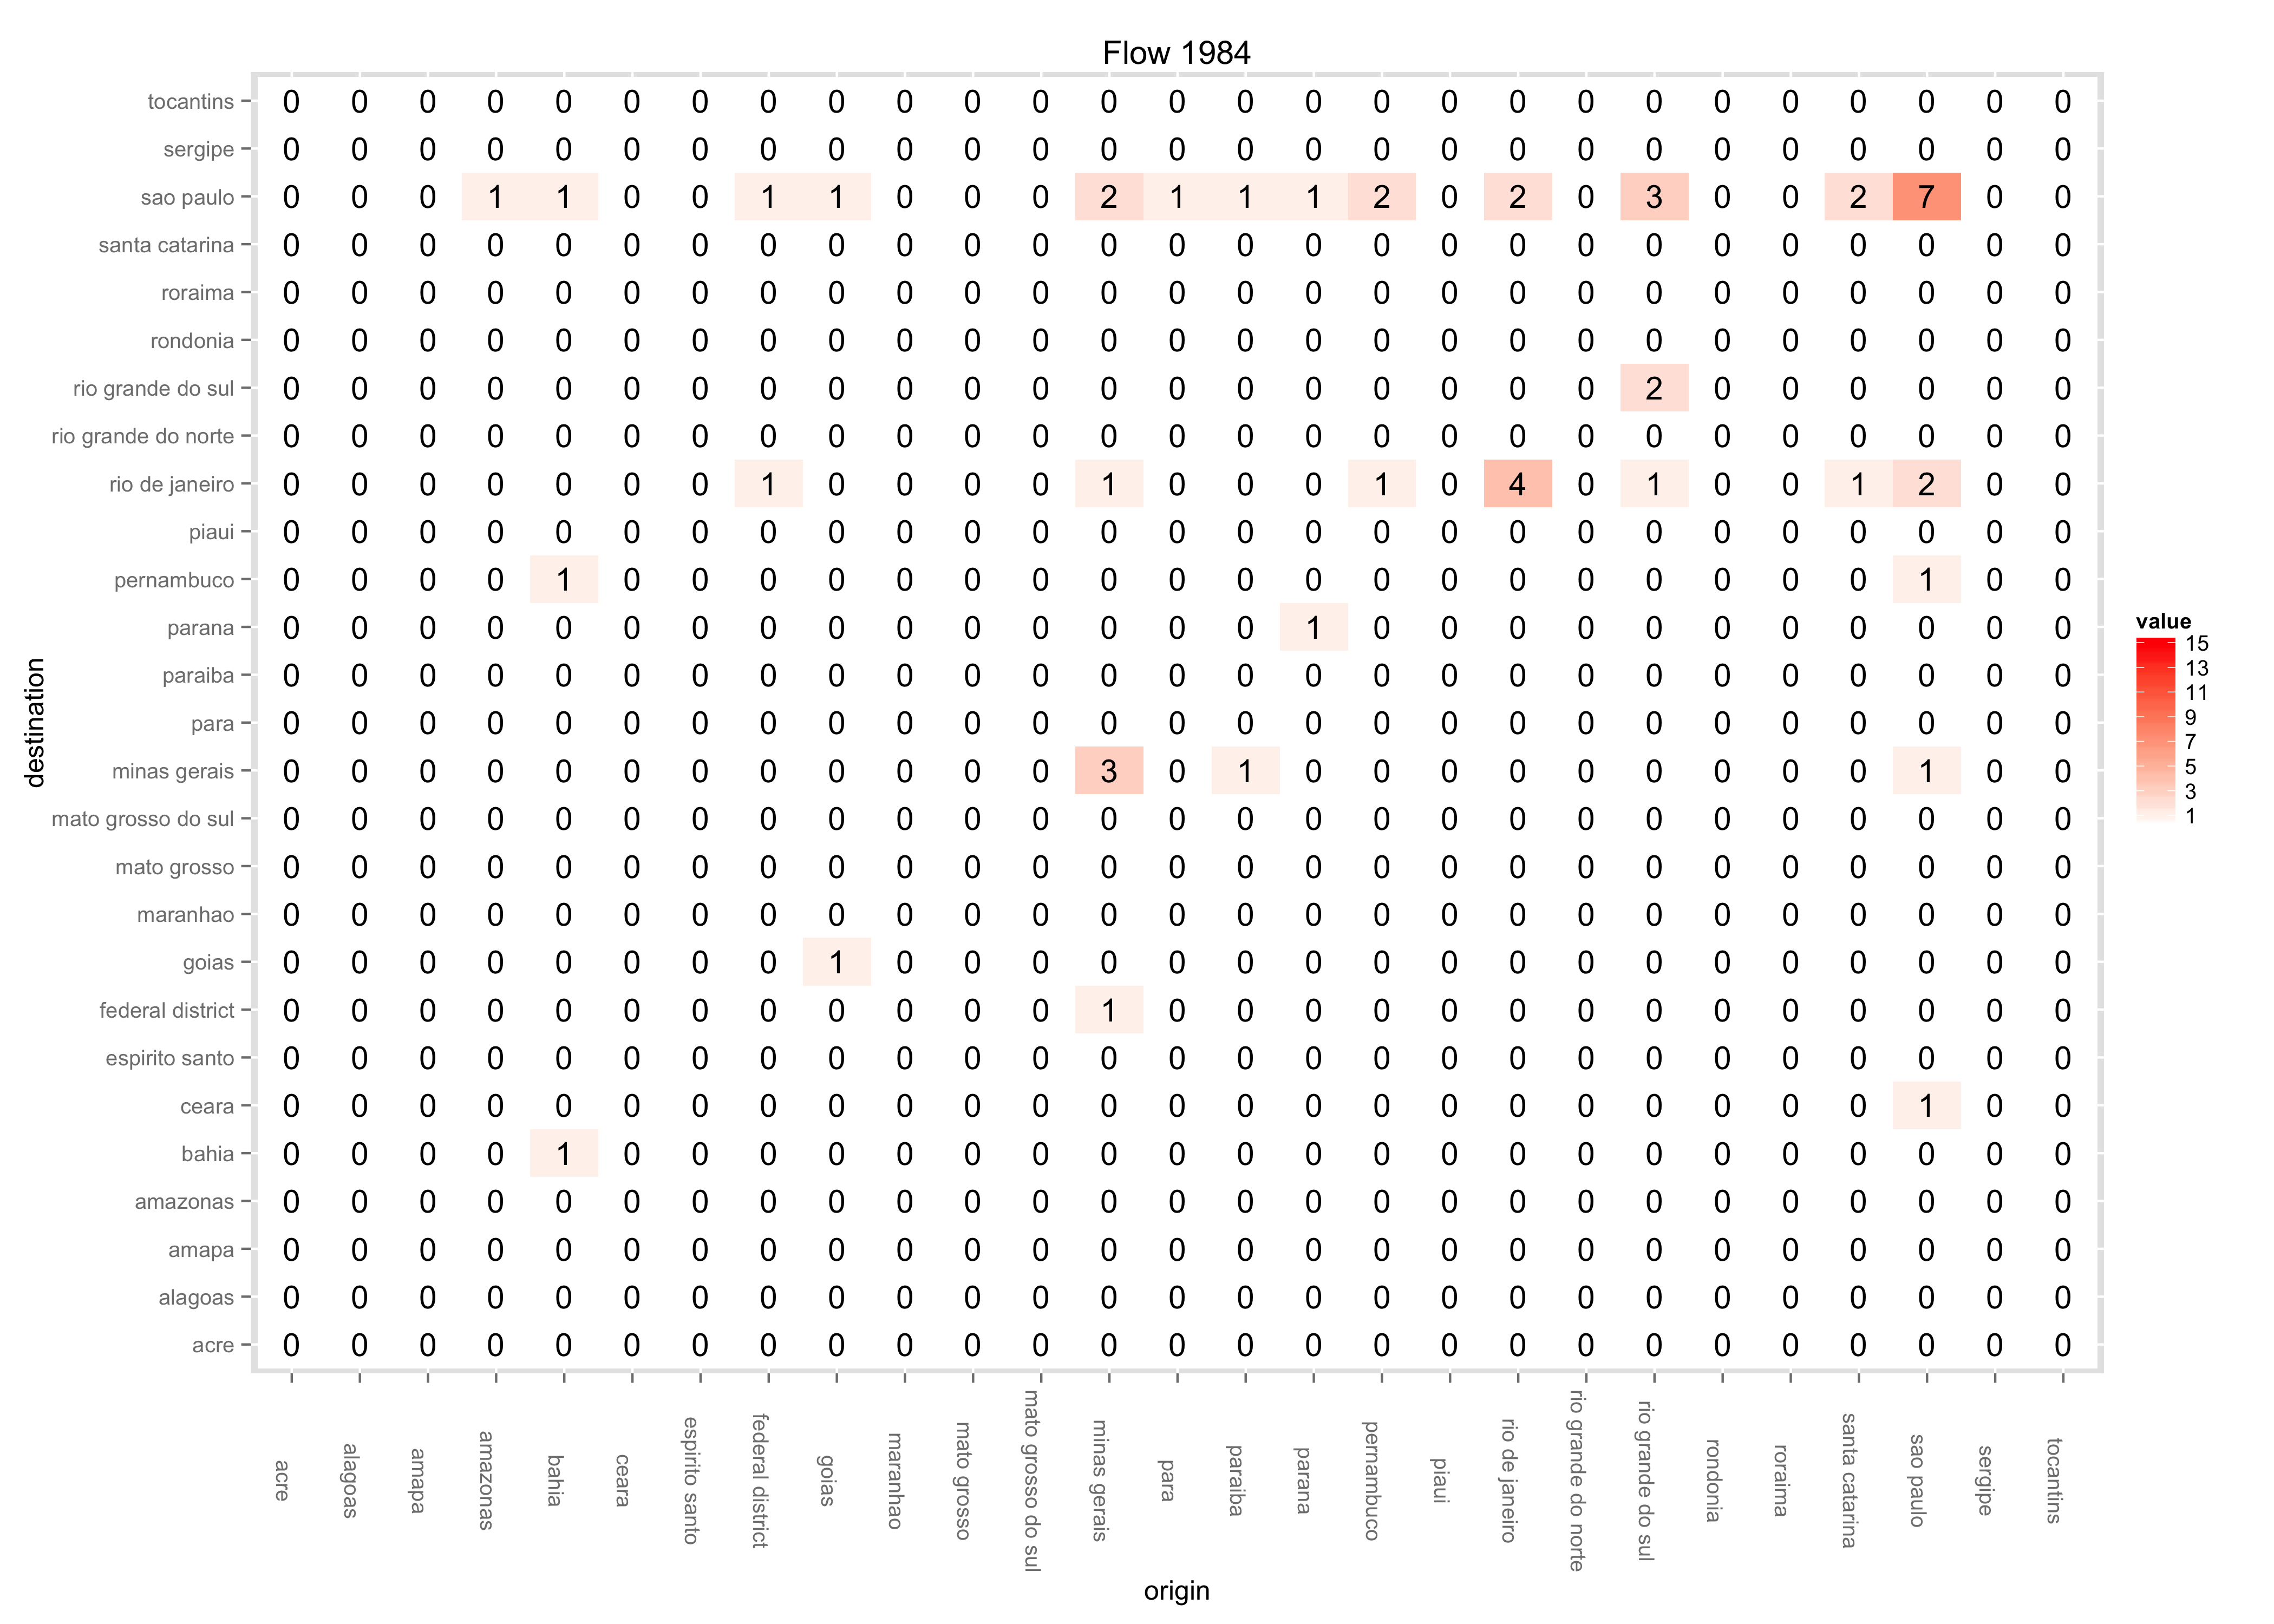 Flow 1984
tocantins 0 0 0 0 0 0 0 0 0 0 0 0 0 0 0 0 0 0 0 0 0 0 0 0 0 0 0
sergipe 0 0 0 0 0 0 0 0 0 0 0 0 0 0 0 0 0 0 0 0 0 0 0 0 0 0 0
sao paulo 0 0 0 1 1 0 0 1 1 0 0 0 2 1 1 1 2 0 2 0 3 0 0 2 7 0 0
santa catarina 0 0 0 0 0 0 0 0 0 0 0 0 0 0 0 0 0 0 0 0 0 0 0 0 0 0 0
roraima 0 0 0 0 0 0 0 0 0 0 0 0 0 0 0 0 0 0 0 0 0 0 0 0 0 0 0
rondonia 0 0 0 0 0 0 0 0 0 0 0 0 0 0 0 0 0 0 0 0 0 0 0 0 0 0 0
rio grande do sul 0 0 0 0 0 0 0 0 0 0 0 0 0 0 0 0 0 0 0 0 2 0 0 0 0 0 0
rio grande do norte 0 0 0 0 0 0 0 0 0 0 0 0 0 0 0 0 0 0 0 0 0 0 0 0 0 0 0
rio de janeiro 0 0 0 0 0 0 0 1 0 0 0 0 1 0 0 0 1 0 4 0 1 0 0 1 2 0 0
piaui 0 0 0 0 0 0 0 0 0 0 0 0 0 0 0 0 0 0 0 0 0 0 0 0 0 0 0
pernambuco 0 0 0 0 1 0 0 0 0 0 0 0 0 0 0 0 0 0 0 0 0 0 0 0 1 0 0
parana 0 0 0 0 0 0 0 0 0 0 0 0 0 0 0 1 0 0 0 0 0 0 0 0 0 0 0
paraiba 0 0 0 0 0 0 0 0 0 0 0 0 0 0 0 0 0 0 0 0 0 0 0 0 0 0 0
para 0 0 0 0 0 0 0 0 0 0 0 0 0 0 0 0 0 0 0 0 0 0 0 0 0 0 0
minas gerais 0 0 0 0 0 0 0 0 0 0 0 0 3 0 1 0 0 0 0 0 0 0 0 0 1 0 0
mato grosso do sul 0 0 0 0 0 0 0 0 0 0 0 0 0 0 0 0 0 0 0 0 0 0 0 0 0 0 0
mato grosso 0 0 0 0 0 0 0 0 0 0 0 0 0 0 0 0 0 0 0 0 0 0 0 0 0 0 0
maranhao 0 0 0 0 0 0 0 0 0 0 0 0 0 0 0 0 0 0 0 0 0 0 0 0 0 0 0
goias 0 0 0 0 0 0 0 0 1 0 0 0 0 0 0 0 0 0 0 0 0 0 0 0 0 0 0
federal district 0 0 0 0 0 0 0 0 0 0 0 0 1 0 0 0 0 0 0 0 0 0 0 0 0 0 0
espirito santo 0 0 0 0 0 0 0 0 0 0 0 0 0 0 0 0 0 0 0 0 0 0 0 0 0 0 0
ceara 0 0 0 0 0 0 0 0 0 0 0 0 0 0 0 0 0 0 0 0 0 0 0 0 1 0 0
bahia 0 0 0 0 1 0 0 0 0 0 0 0 0 0 0 0 0 0 0 0 0 0 0 0 0 0 0
amazonas 0 0 0 0 0 0 0 0 0 0 0 0 0 0 0 0 0 0 0 0 0 0 0 0 0 0 0
amapa 0 0 0 0 0 0 0 0 0 0 0 0 0 0 0 0 0 0 0 0 0 0 0 0 0 0 0
alagoas 0 0 0 0 0 0 0 0 0 0 0 0 0 0 0 0 0 0 0 0 0 0 0 0 0 0 0
acre 0 0 0 0 0 0 0 0 0 0 0 0 0 0 0 0 0 0 0 0 0 0 0 0 0 0 0
destination
acre
alagoas
amapa
amazonas
bahia
ceara
espirito santo
federal district
goias
maranhao
mato grosso
mato grosso do sul
minas gerais
para
paraiba
parana
pernambuco
piaui
rio de janeiro
rio grande do norte
rio grande do sul
rondonia
roraima
santa catarina
sao paulo
sergipe
tocantins
origin
value
15
13
11
9
7
5
3
1